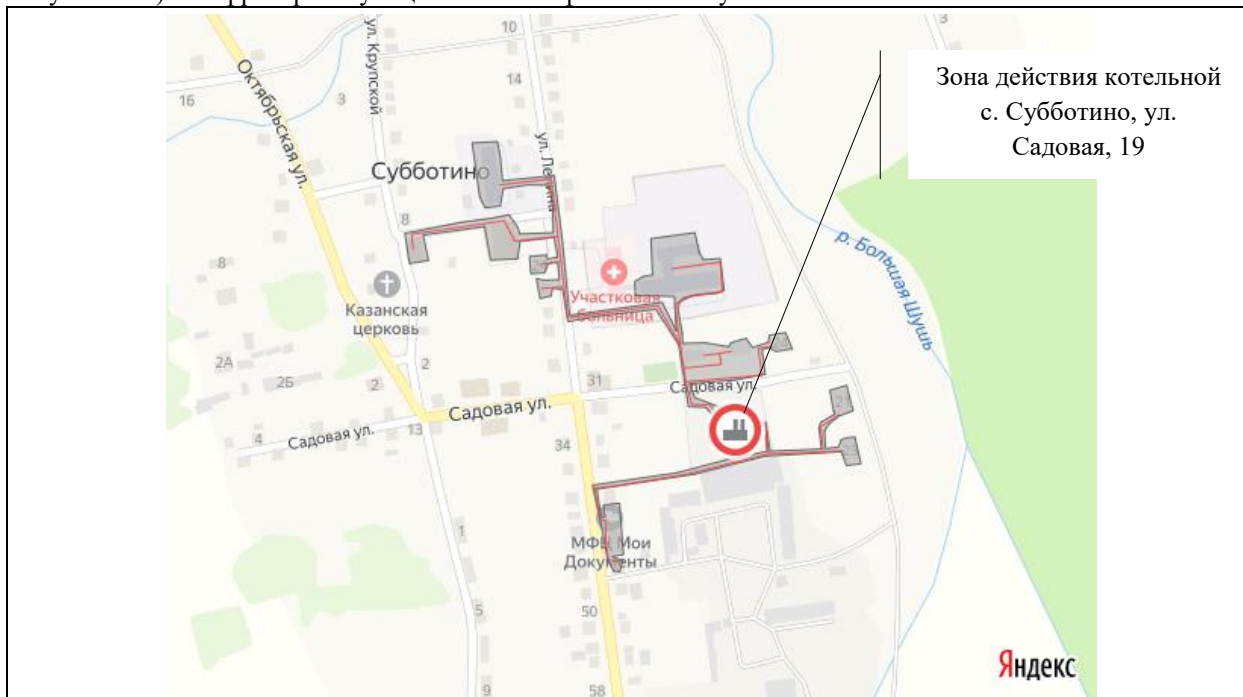 Зона действия котельной
с. Субботино, ул.
Садовая, 19
10
3
16
Октябрьская ул.
ул. Крупской
3
14
ул. Ленина
Субботино
8
8
р. Большая Шушь
Участковая
больница
Казанская
церковь
2А
2Б
2
2
31
Садовая ул.
Садовая ул.
4
Садовая ул.
13
34
21
МФЦ Мои
Документы
1
5
50
9
58
Яндекс